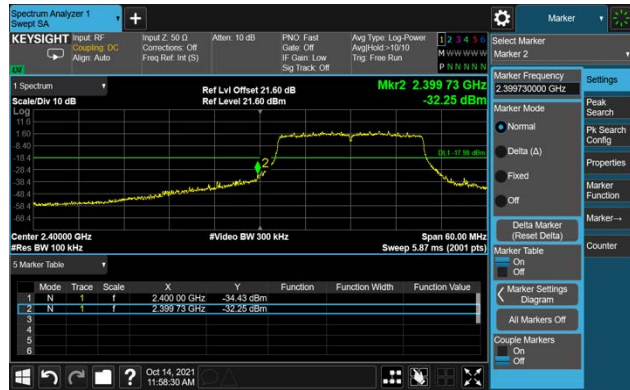 Spectrum Analyzer 1
Swept SA
Marker
KEYSIGHT Input: RF Input Z: 50 Ω Atten: 10 dB PNO: Fast Avg Type: Log-Power 1 2 3 4 5 6
Coupling: DC Corrections: Off Gate: Off Avg|Hold:>10/10 M W W W W W
Align: Auto Freq Ref: Int (S) IF Gain: Low Trig: Free Run
Sig Track: Off P N N N N N
LXI
Select Marker
Marker 2
1 Spectrum
Ref Lvl Offset 21.60 dB Mkr2 2.399 73 GHz
Scale/Div 10 dB Ref Level 21.60 dBm -32.25 dBm
Log
11.6
1.60
-8.40
-18.4
-28.4
-38.4
-48.4
-58.4
-68.4
2
DL1 -17.99 dBm
Center 2.40000 GHz #Video BW 300 kHz Span 60.00 MHz
#Res BW 100 kHz Sweep 5.87 ms (2001 pts)
5 Marker Table
Mode Trace Scale X Y Function Function Width Function Value
1 N 1 f 2.400 00 GHz -34.43 dBm
2 N 1 f 2.399 73 GHz -32.25 dBm
3
4
5
6
Marker Frequency
2.399730000 GHz
Marker Mode
Normal
Delta (Δ)
Fixed
Off
Delta Marker
(Reset Delta)
Marker Table
On
Off
Marker Settings
Diagram
All Markers Off
Couple Markers
On
Off
Settings
Peak
Search
Pk Search
Config
Properties
Marker
Function
Marker→
Counter
? Oct 14, 2021
11:58:30 AM